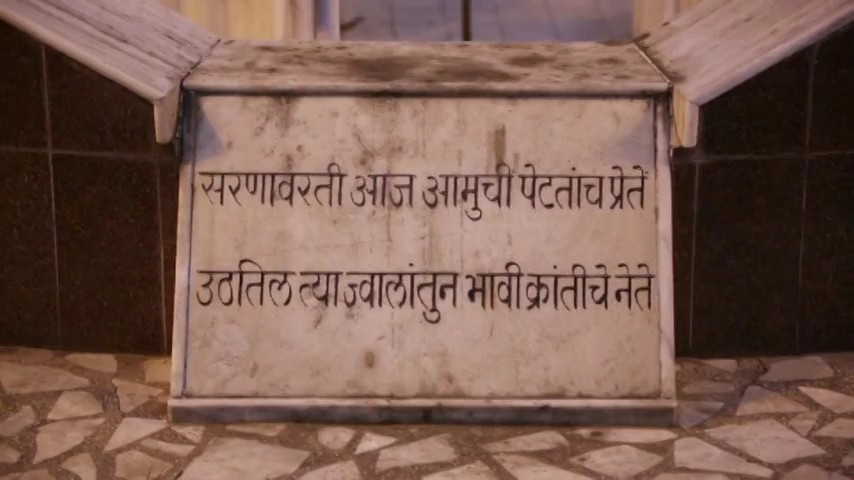 सरणावरती आज आमुची पेटतांच प्रेते
उठतिल त्या ज्वालांतुन भावी क्रांतीचे नेते